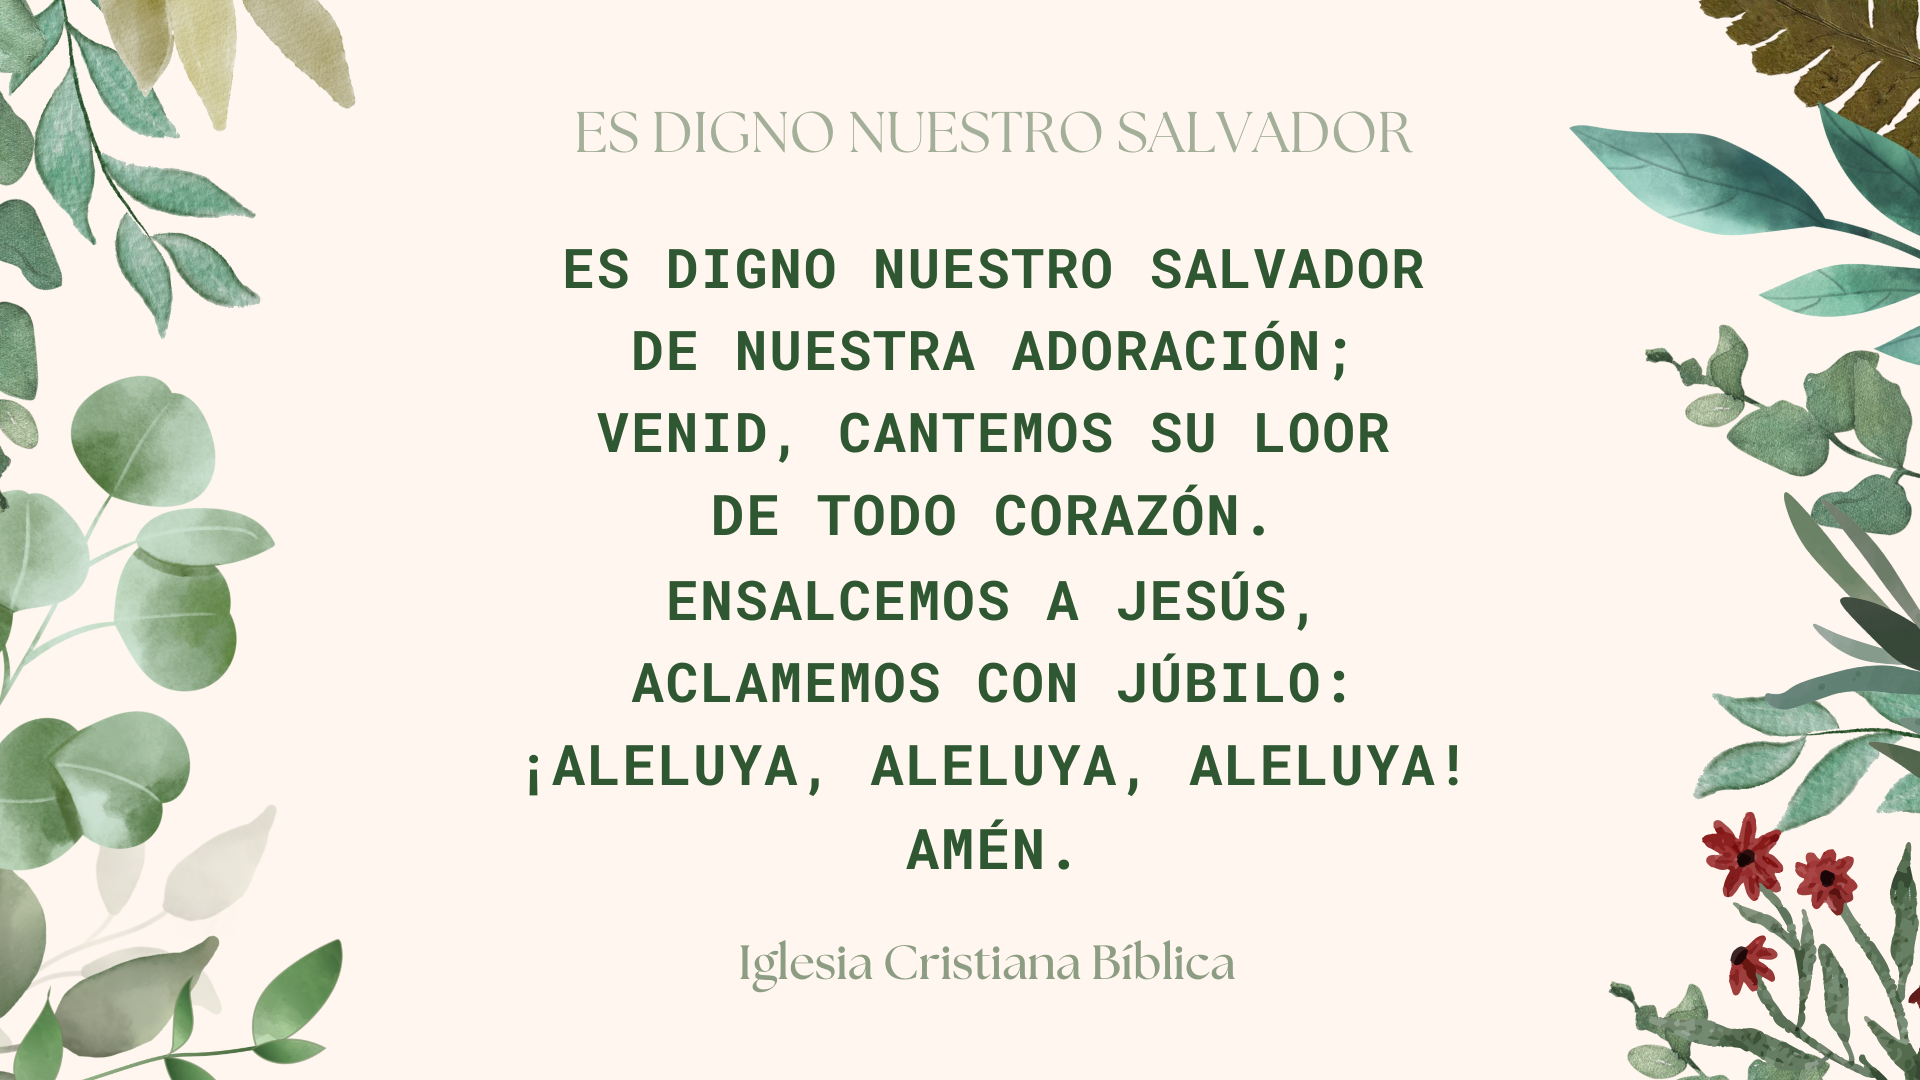 ES DIGNO NUESTRO SALVADOR
ES DIGNO NUESTRO SALVADOR
DE NUESTRA ADORACIÓN;
VENID, CANTEMOS SU LOOR
DE TODO CORAZÓN.
ENSALCEMOS A JESÚS,
ACLAMEMOS CON JÚBILO:
¡ALELUYA, ALELUYA, ALELUYA!
AMÉN.
Iglesia Cristiana Bíblica